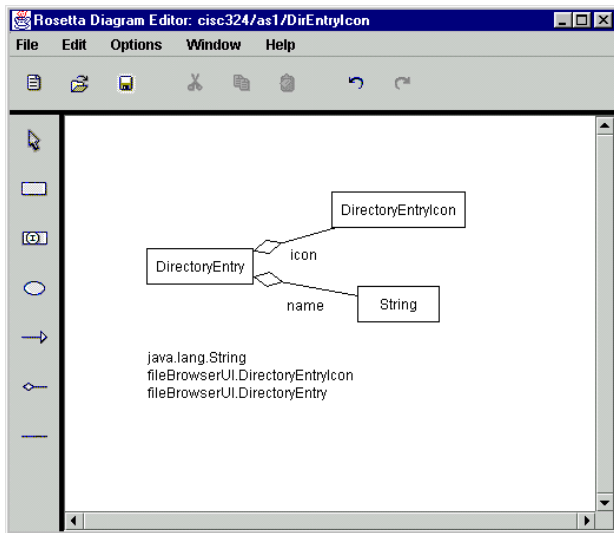 Rosetta Diagram Editor: cisc324/as1/DirEntryIcon
File Edit Options Window Help
DirectoryEntryIcon
icon
DirectoryEntry
name
String
java.lang.String
fileBrowserUI.DirectoryEntryIcon
fileBrowserUI.DirectoryEntry